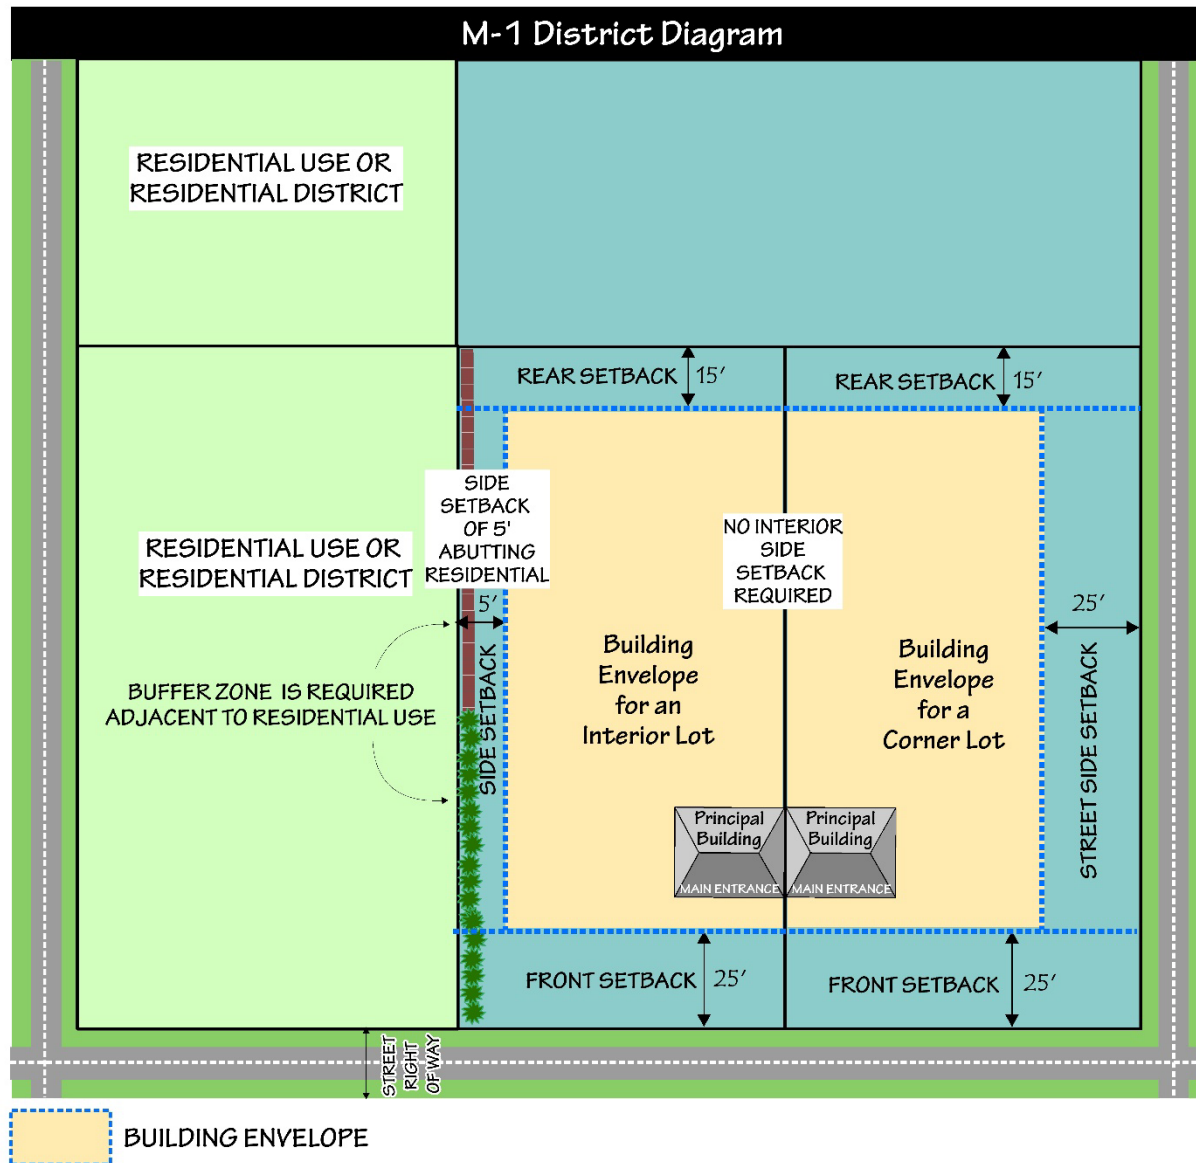 M-1 District Diagram
RESIDENTIAL USE OR
RESIDENTIAL DISTRICT
REAR SETBACK 15'
REAR SETBACK 15'
SIDE
SETBACK
OF 5'
ABUTTING
RESIDENTIAL
NO INTERIOR
SIDE
SETBACK
REQUIRED
RESIDENTIAL USE OR
RESIDENTIAL DISTRICT
5'
25'
SIDE SETBACK
STREET SIDE SETBACK
Building
Envelope
for an
Interior Lot
Building
Envelope
for a
Corner Lot
BUFFER ZONE IS REQUIRED
ADJACENT TO RESIDENTIAL USE
Principal
Building
MAIN ENTRANCE
Principal
Building
MAIN ENTRANCE
FRONT SETBACK 25'
FRONT SETBACK 25'
STREET
RIGHT
OF WAY
BUILDING ENVELOPE